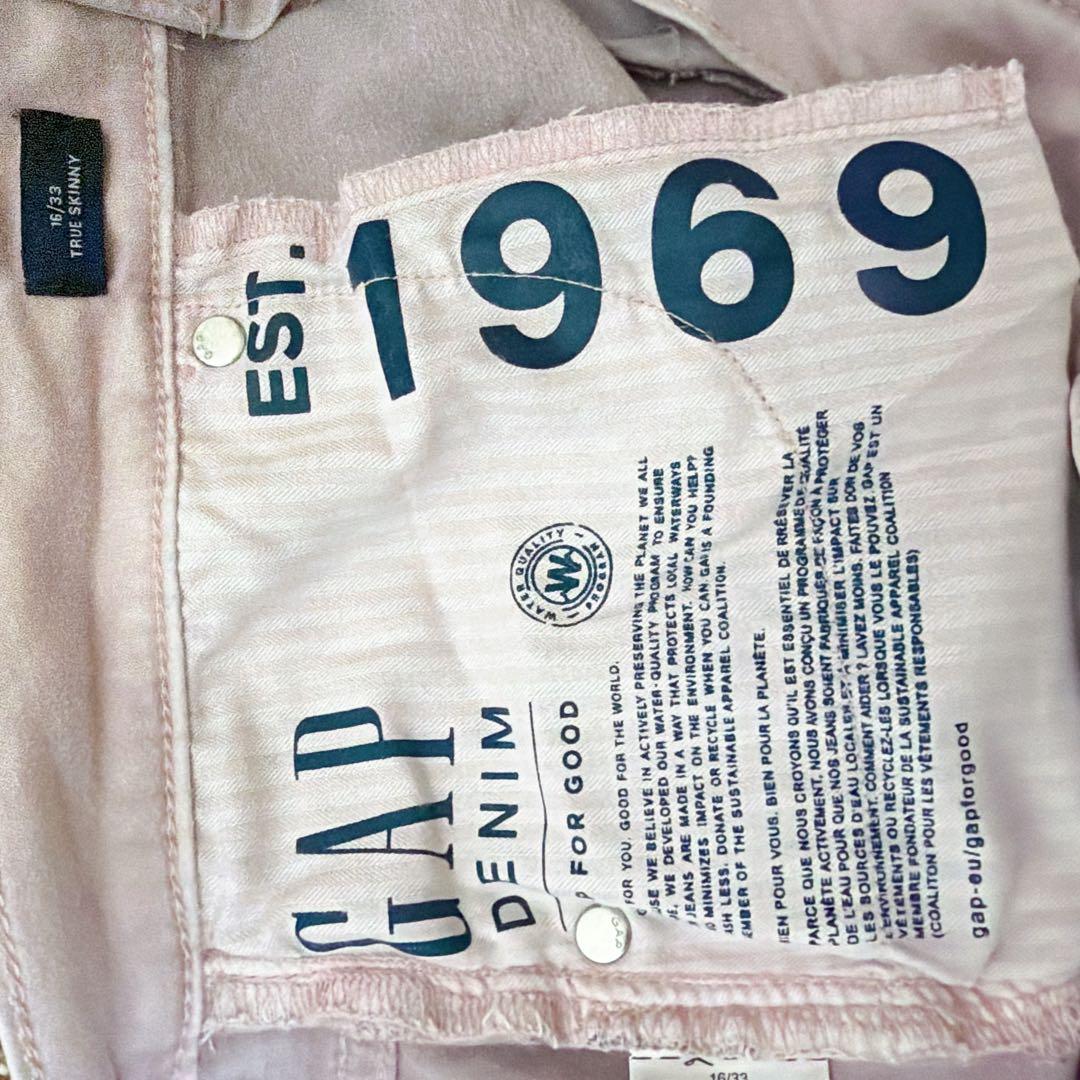 16/33
TRUE SKINNY
EST.
1969
GAP
DENIM
FOR GOOD
WATER QUALITY – PROGRAM –
W
FOR YOU. GOOD FOR THE WORLD.
WE BELIEVE IN ACTIVELY PRESERVING THE PLANET WE ALL
WE DEVELOPED OUR WATER-QUALITY PROGRAM TO ENSURE
JEANS ARE MADE IN A WAY THAT PROTECTS LOCAL WATERWAYS
MINIMIZES IMPACT ON THE ENVIRONMENT. HOW CAN YOU HELP?
LESS. DONATE OR RECYCLE WHEN YOU CAN. GAP IS A FOUNDING
EMBER OF THE SUSTAINABLE APPAREL COALITION.
IEN POUR VOUS. BIEN POUR LA PLANÈTE.
PARCE QUE NOUS CROYONS QU'IL EST ESSENTIEL DE PRÉSERVER LA
PLANÈTE ACTIVEMENT, NOUS AVONS CONÇU UN PROGRAMME DE QUALITÉ
DE L'EAU POUR QUE NOS JEANS SOIENT FABRIQUÉS DE FAÇON À PROTÉGER
LES SOURCES D'EAU LOCALES ET À MINIMISER L'IMPACT SUR
L'ENVIRONNEMENT. COMMENT AIDER ? LAVEZ MOINS. FAITES DON DE VOS
VÊTEMENTS OU RECYCLEZ-LES LORSQUE VOUS LE POUVEZ. GAP EST UN
MEMBRE FONDATEUR DE LA SUSTAINABLE APPAREL COALITION
(COALITON POUR LES VÊTEMENTS RESPONSABLES)
gap-eu/gapforgood
GAP
GAP
16/33